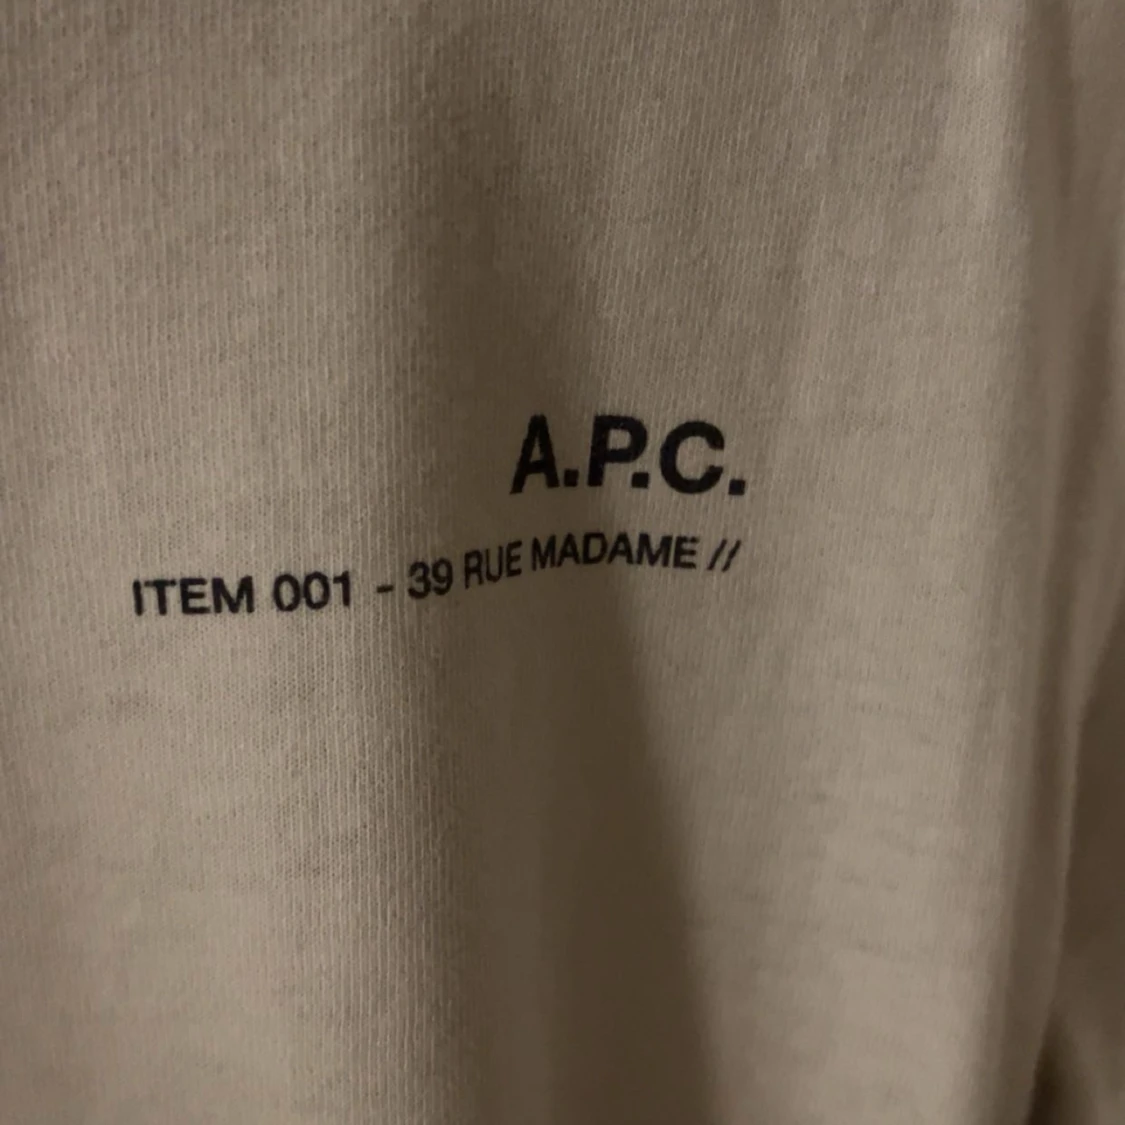 A.P.C.
ITEM 001 - 39 RUE MADAME //